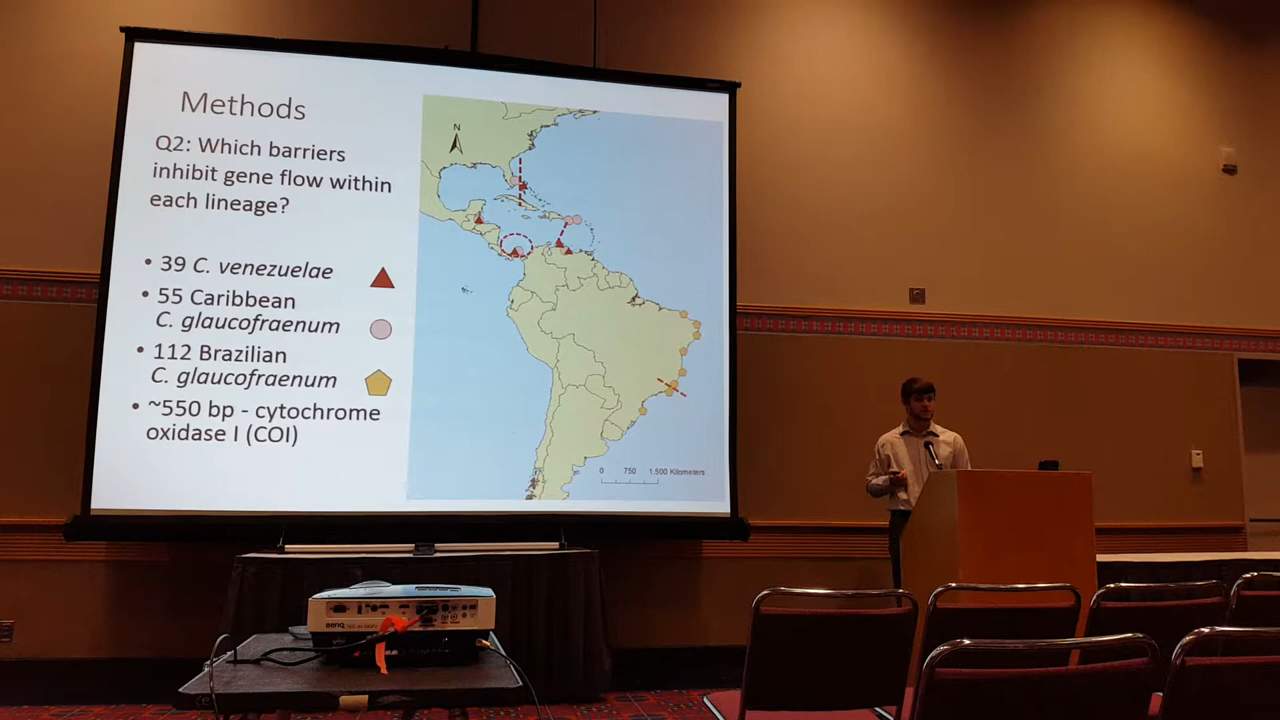 Methods
Q2: Which barriers
inhibit gene flow within
each lineage?
• 39 C. venezuelae
• 55 Caribbean
C. glaucofraenum
• 112 Brazilian
C. glaucofraenum
• ~550 bp - cytochrome
oxidase I (COI)
N
0 750 1,500 Kilometers
BenQ